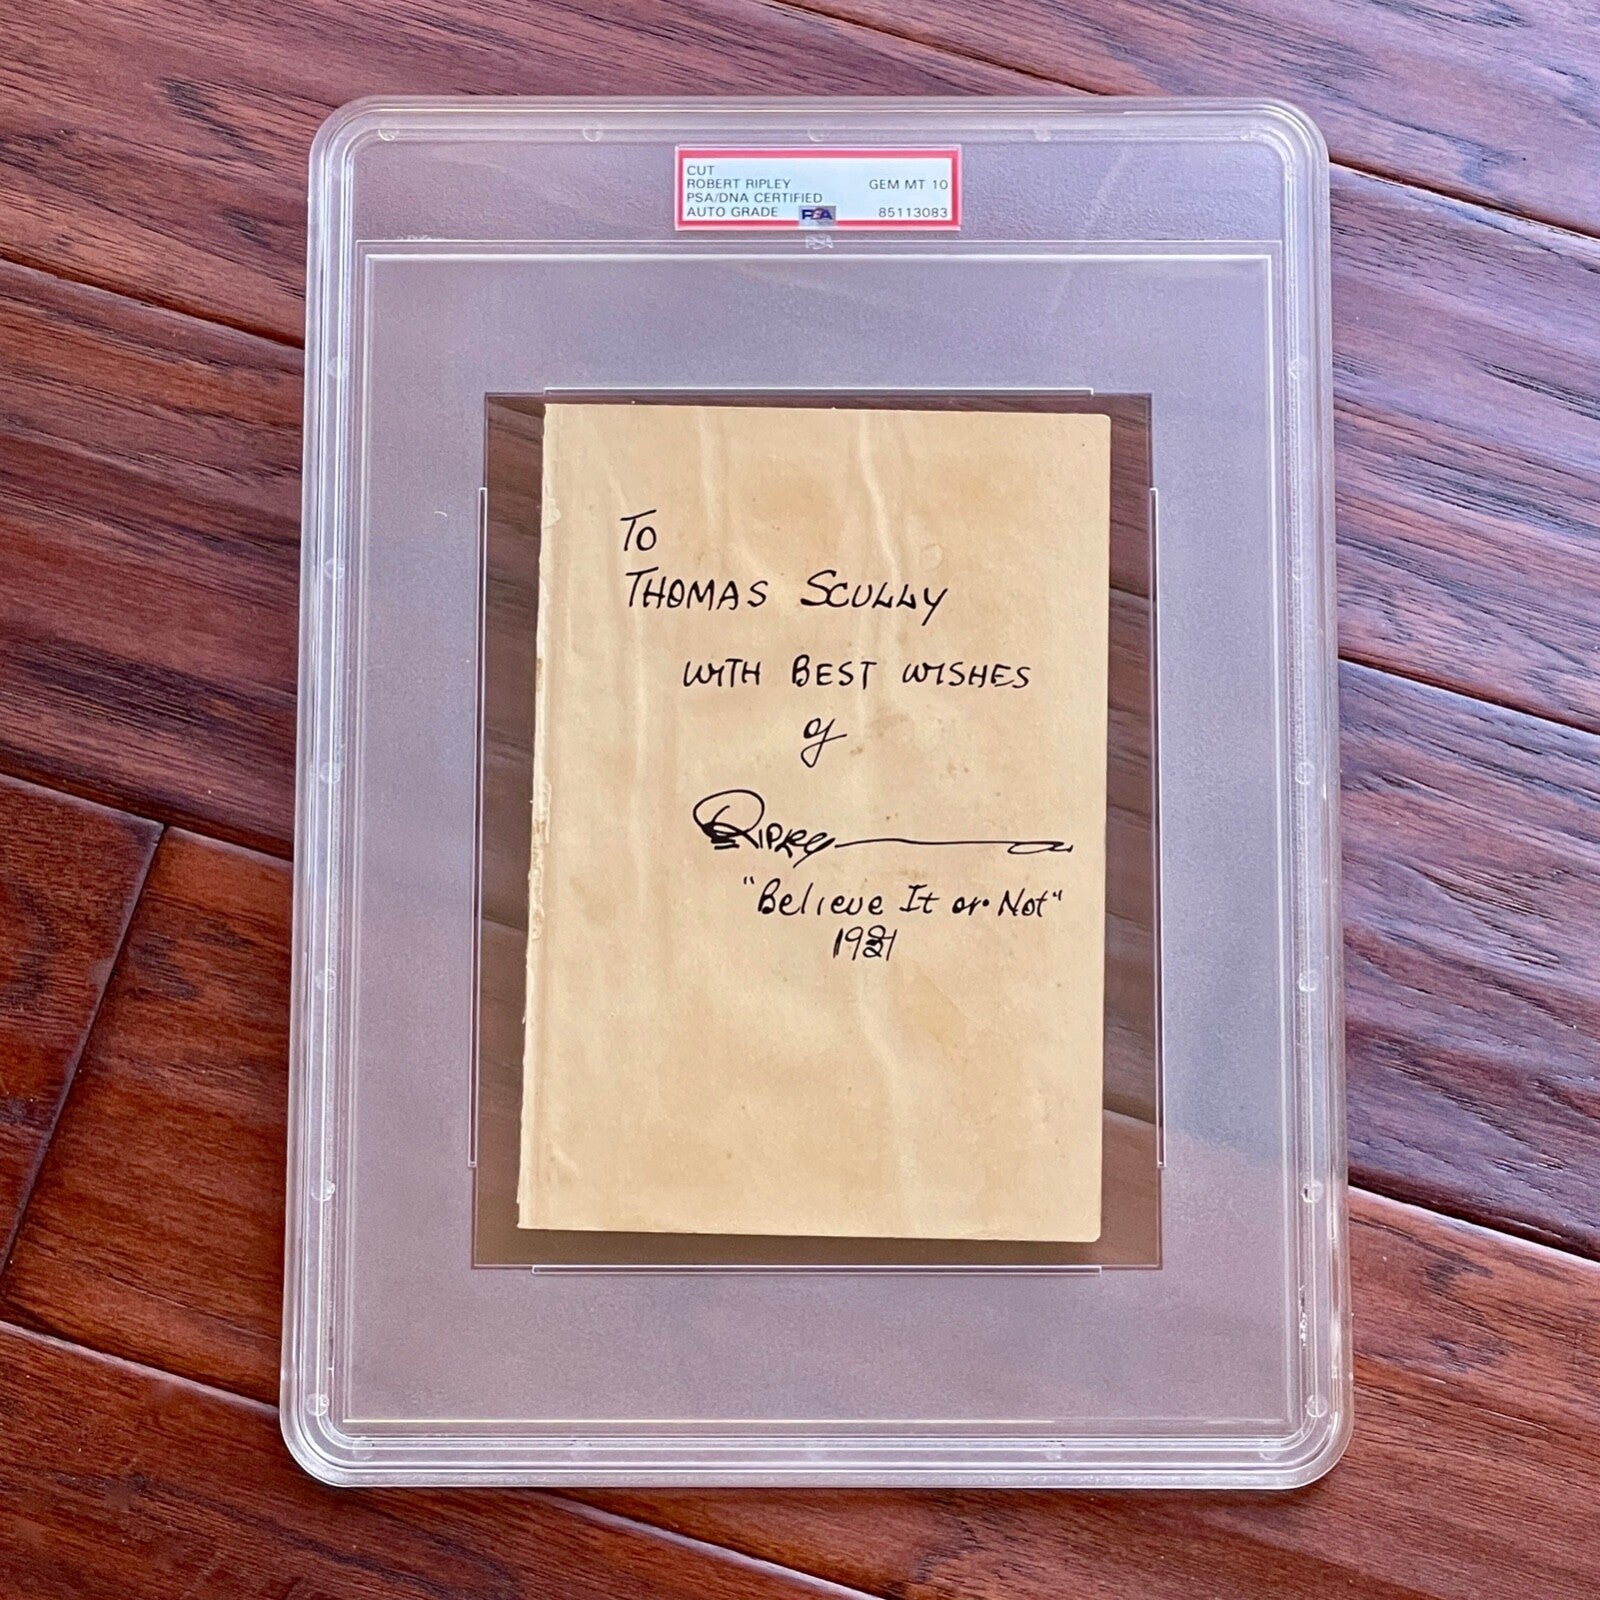 CUT
ROBERT RIPLEY GEM MT 10
PSA/DNA CERTIFIED
AUTO GRADE PSA 85113083
PSA
To
THOMAS SCULLY
WITH BEST WISHES
of
RIPLEY
"Believe It or Not"